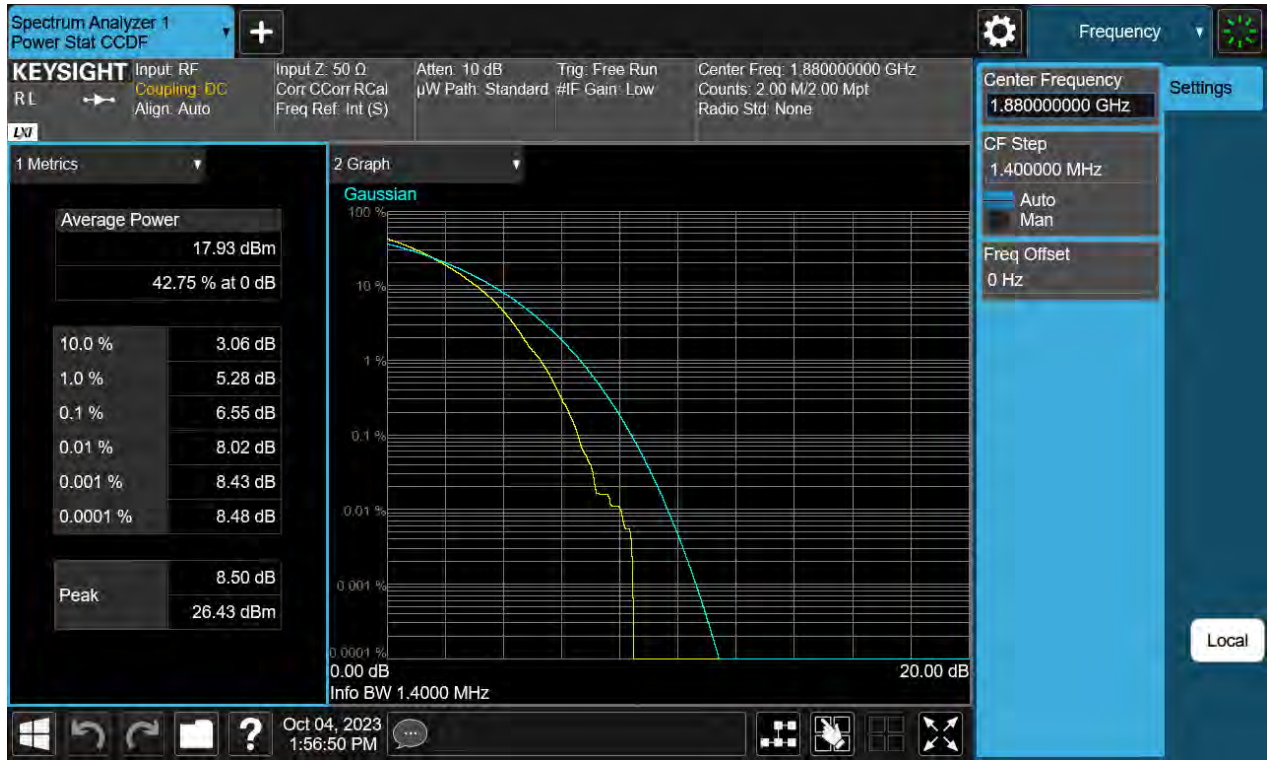 Spectrum Analyzer 1
Power Stat CCDF
+
Frequency
KEYSIGHT
RL
LXI
Input: RF
Coupling: DC
Align: Auto
Input Z: 50 Ω
Corr CCorr RCal
Freq Ref: Int (S)
Atten: 10 dB
µW Path: Standard
Trig: Free Run
#IF Gain: Low
Center Freq: 1.880000000 GHz
Counts: 2.00 M/2.00 Mpt
Radio Std: None
Center Frequency
1.880000000 GHz
Settings
CF Step
1.400000 MHz
Auto
Man
Freq Offset
0 Hz
1 Metrics
Average Power
17.93 dBm
42.75 % at 0 dB
10.0 % 3.06 dB
1.0 % 5.28 dB
0.1 % 6.55 dB
0.01 % 8.02 dB
0.001 % 8.43 dB
0.0001 % 8.48 dB
Peak
8.50 dB
26.43 dBm
2 Graph
Gaussian
100 %
10 %
1 %
0.1 %
0.01 %
0.001 %
0.0001 %
0.00 dB
20.00 dB
Info BW 1.4000 MHz
Local
?
Oct 04, 2023
1:56:50 PM